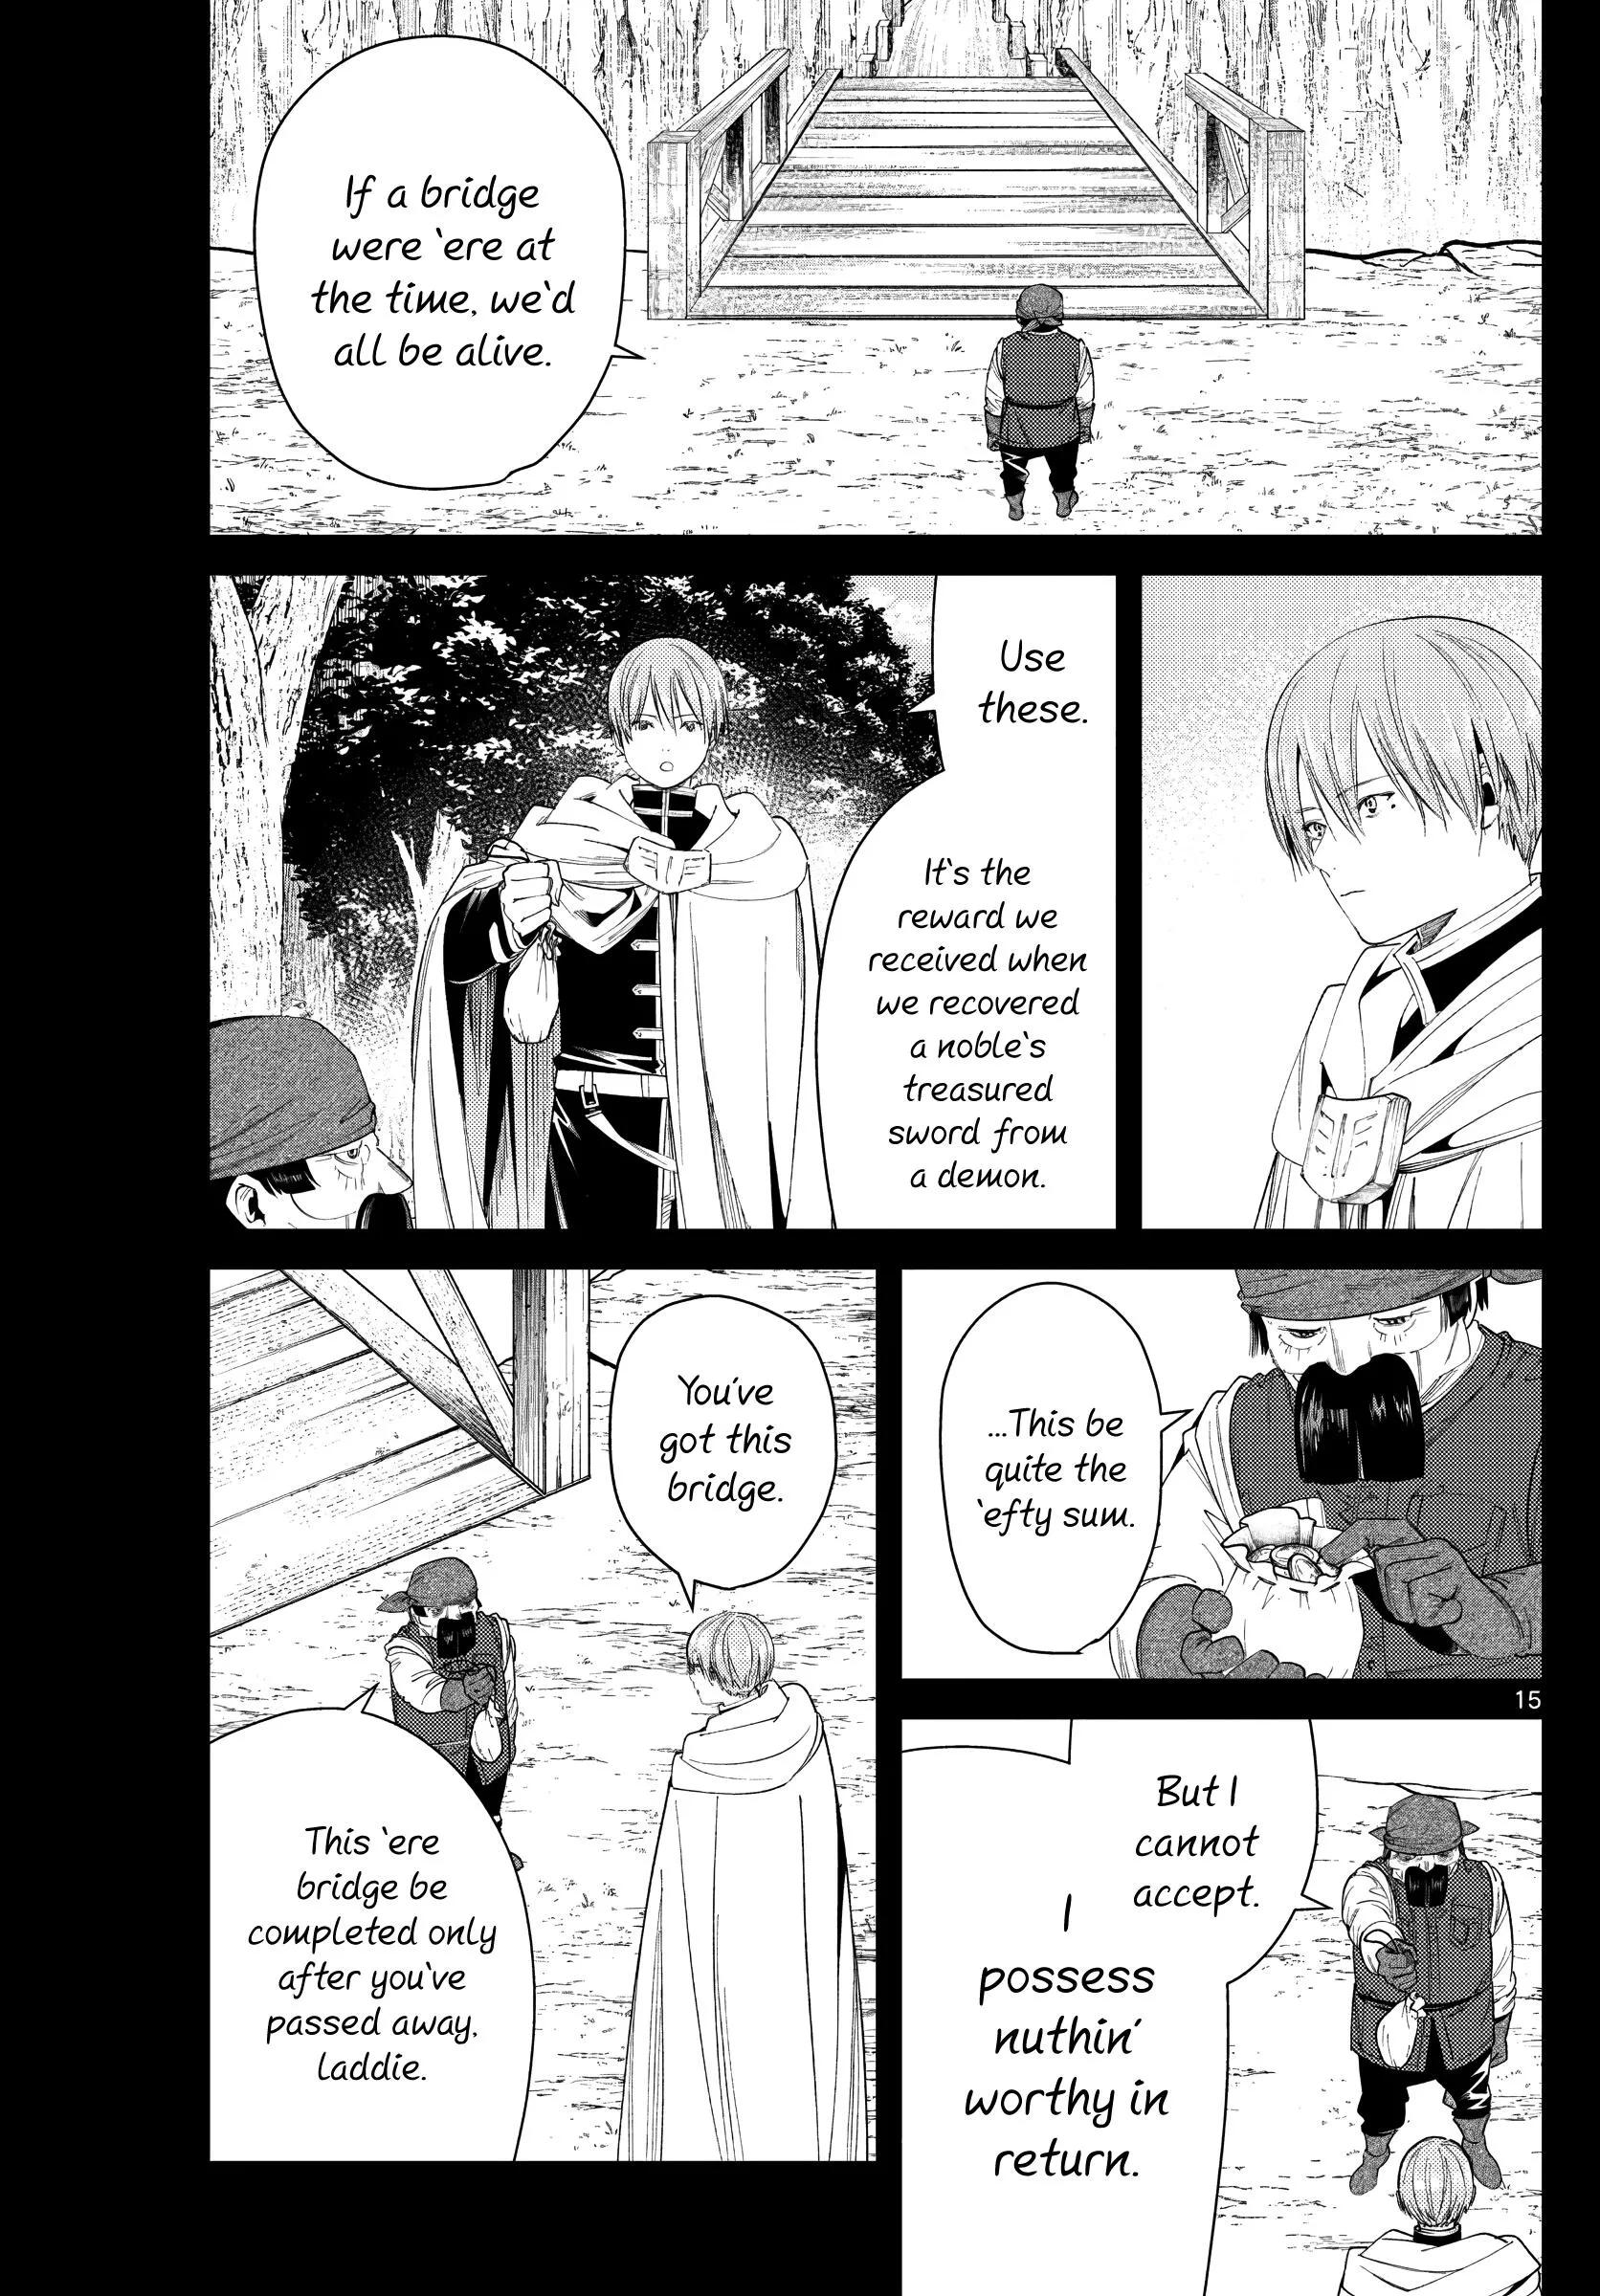 If a bridge
were `ere at
the time, we`d
all be alive.
Use
these.
It`s the
reward we
received when
we recovered
a noble`s
treasured
sword from
a demon.
...This be
quite the
`efty sum.
But I
cannot
accept.
I
possess
nuthin´
worthy in
return.
You´ve
got this
bridge.
This `ere
bridge be
completed only
after you`ve
passed away,
laddie.
15